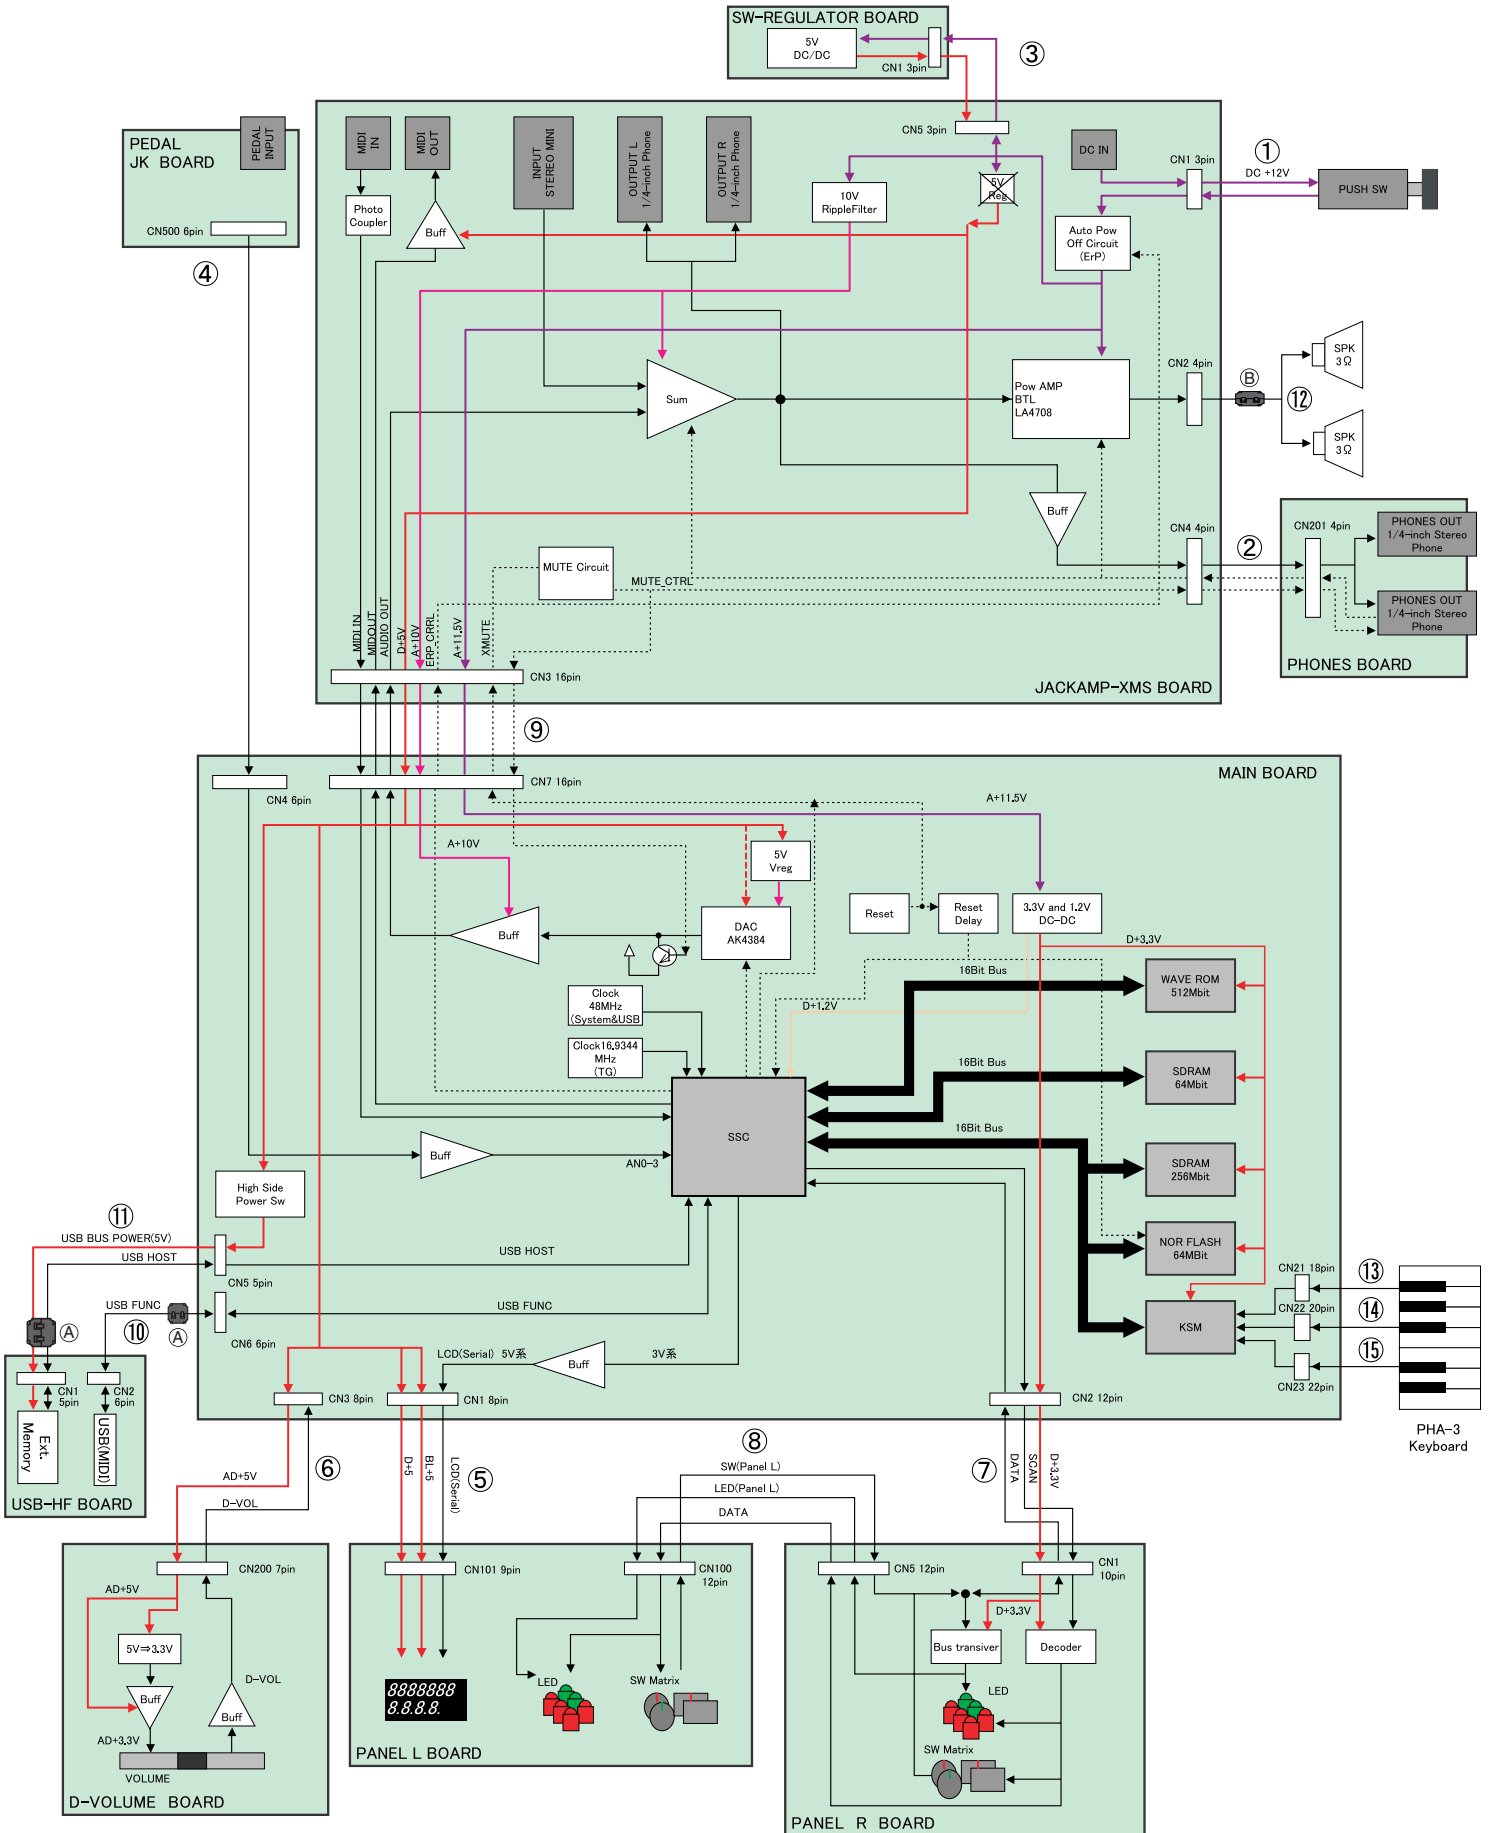 SW-REGULATOR BOARD
5V
DC/DC
CN1 3pin
③
PEDAL
JK BOARD
PEDAL
INPUT
CN500 6pin
④
MIDI
IN
MIDI
OUT
INPUT
STEREO MINI
OUTPUT L
1/4-inch Phone
OUTPUT R
1/4-inch Phone
CN5 3pin
DC IN
CN1 3pin
①
DC +12V
PUSH SW
Photo
Coupler
Buff
10V
RippleFilter
5V
Reg
Auto Pow
Off Circuit
(ErP)
Sum
Pow AMP
BTL
LA4708
CN2 4pin
Ⓑ
⑫
SPK
3Ω
SPK
3Ω
Buff
CN4 4pin
②
CN201 4pin
PHONES OUT
1/4-inch Stereo
Phone
PHONES OUT
1/4-inch Stereo
Phone
PHONES BOARD
MUTE Circuit
MUTE_CTRL
MIDI IN
MIDOUT
AUDIO OUT
D+5V
A+10V
ERP_CRRL
A+11.5V
XMUTE
CN3 16pin
JACKAMP-XMS BOARD
⑨
MAIN BOARD
CN4 6pin
CN7 16pin
A+11.5V
A+10V
5V
Vreg
Buff
DAC
AK4384
Reset
Reset
Delay
3.3V and 1.2V
DC-DC
D+3.3V
16Bit Bus
WAVE ROM
512Mbit
Clock
48MHz
(System&USB
D+1.2V
Clock16.9344
MHz
(TG)
16Bit Bus
SDRAM
64Mbit
SSC
16Bit Bus
Buff
AN0-3
SDRAM
256Mbit
High Side
Power Sw
⑪
USB BUS POWER(5V)
USB HOST
USB HOST
CN5 5pin
NOR FLASH
64MBit
CN21 18pin
⑬
USB FUNC
USB FUNC
⑩
Ⓐ
Ⓐ
CN6 6pin
KSM
CN22 20pin
⑭
⑮
CN23 22pin
LCD(Serial) 5V系
Buff
3V系
CN1
5pin
CN2
6pin
Ext.
Memory
USB(MIDI)
USB-HF BOARD
CN3 8pin
CN1 8pin
CN2 12pin
PHA-3
Keyboard
AD+5V
D-VOL
⑥
D+5
BL+5
LCD(Serial)
⑤
⑧
SW(Panel L)
LED(Panel L)
DATA
⑦
DATA
SCAN
D+3.3V
CN200 7pin
AD+5V
5V⇒3.3V
Buff
D-VOL
Buff
AD+3.3V
VOLUME
D-VOLUME BOARD
CN101 9pin
CN100
12pin
8888888
8.8.8.8.
LED
SW Matrix
PANEL L BOARD
CN5 12pin
CN1
10pin
D+3.3V
Bus transiver
Decoder
LED
SW Matrix
PANEL R BOARD